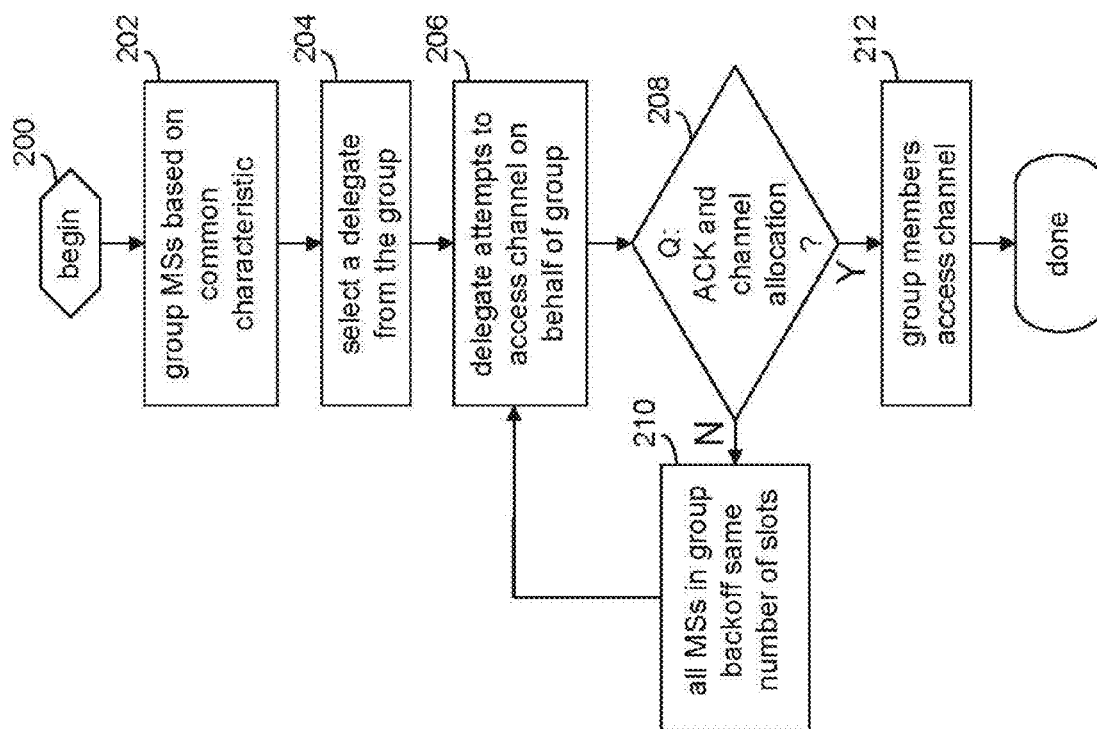 200
begin
202
group MSs based on
common
characteristic
204
select a delegate
from the group
206
delegate attempts to
access channel on
behalf of group
208
Q:
ACK and
channel
allocation
?
N
Y
210
all MSs in group
backoff same
number of slots
212
group members
access channel
done